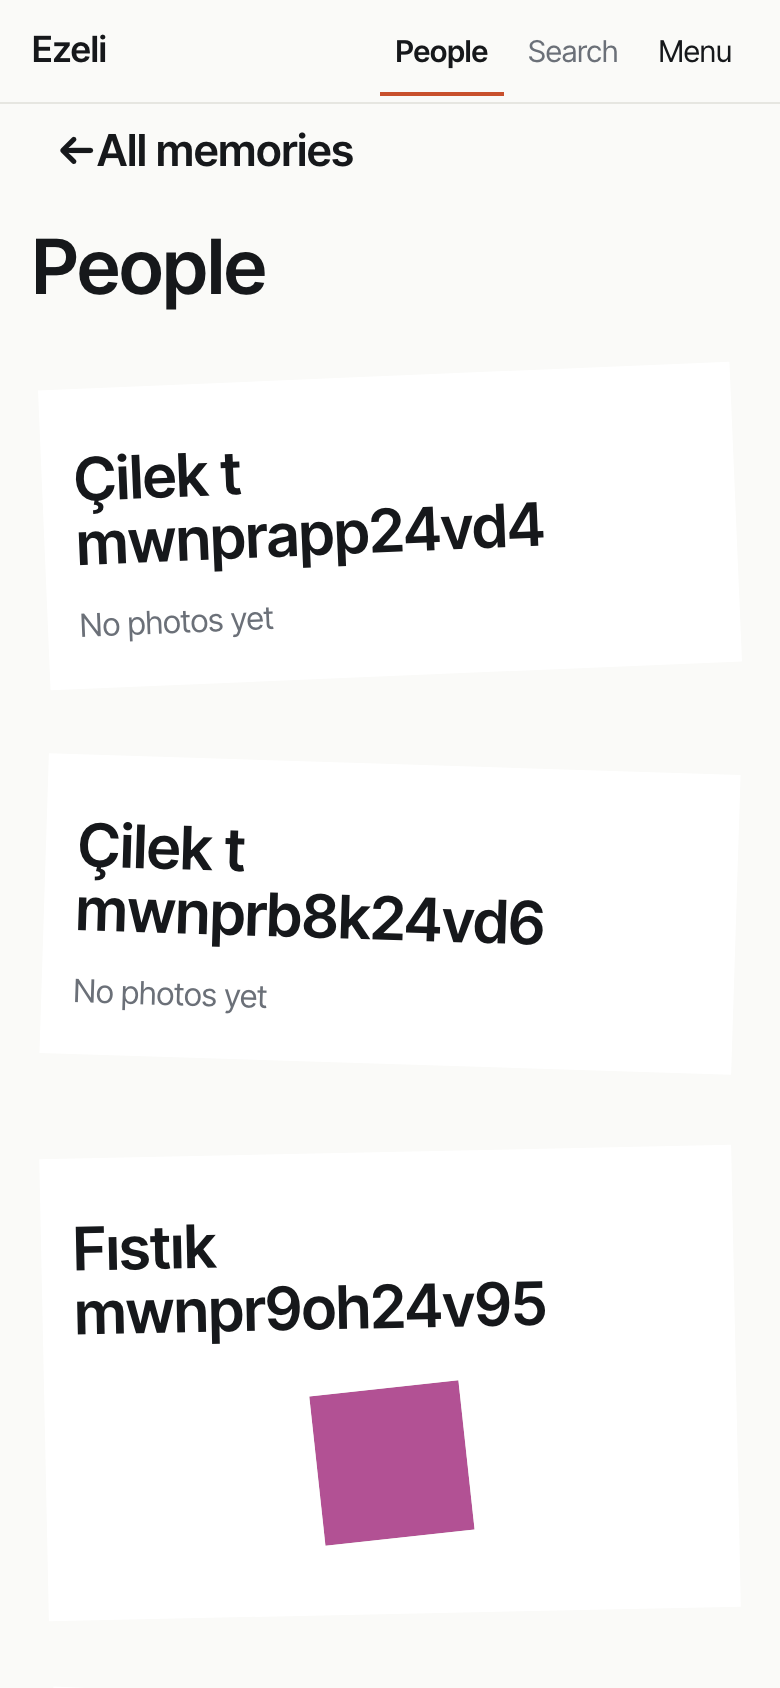 Ezeli
People Search Menu
←All memories
People
Çilek t
mwnprapp24vd4
No photos yet
Çilek t
mwnprb8k24vd6
No photos yet
Fıstık
mwnpr9oh24v95